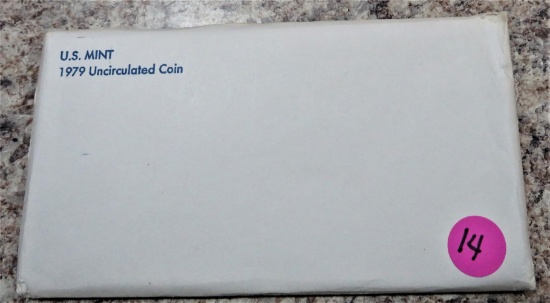 U.S. MINT
1979 Uncirculated Coin
14